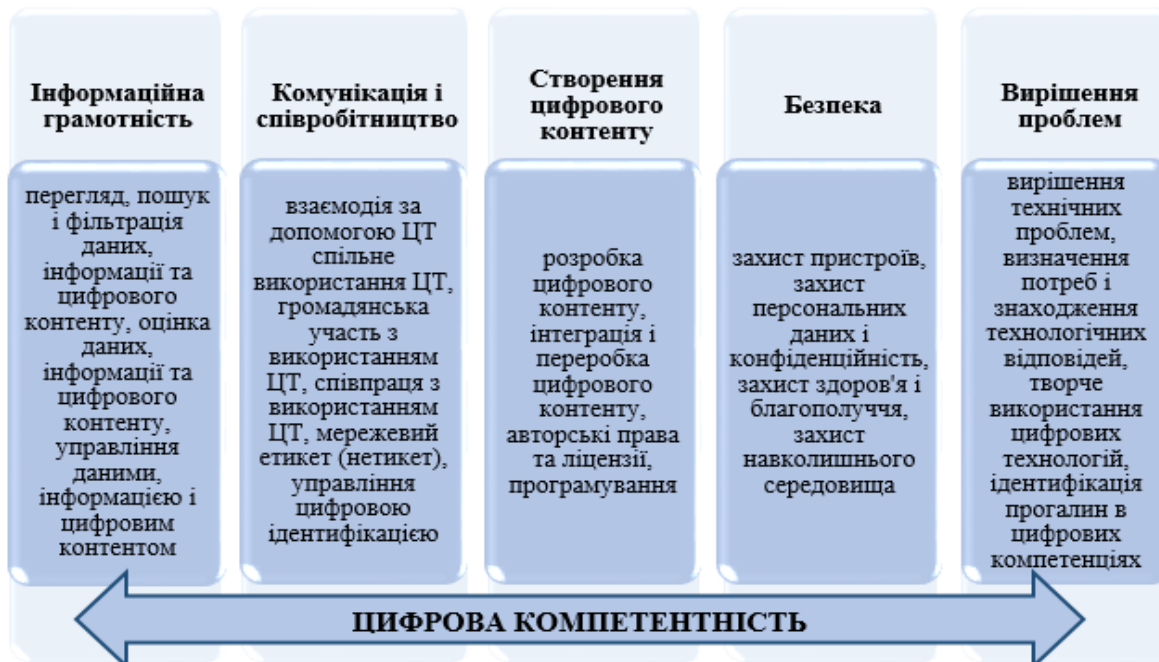 Інформаційна
грамотність
перегляд, пошук
і фільтрація
даних,
інформації та
цифрового
контенту, оцінка
даних,
інформації та
цифрового
контенту,
управління
даними,
інформацією і
цифровим
контентом
Комунікація і
співробітництво
взаємодія за
допомогою ЦТ
спільне
використання ЦТ,
громадянська
участь з
використанням
ЦТ, співпраця з
використанням
ЦТ, мережевий
етикет (нетикет),
управління
цифровою
ідентифікацією
Створення
цифрового
контенту
розробка
цифрового
контенту,
інтеграція і
переробка
цифрового
контенту,
авторські права
та ліцензії,
програмування
Безпека
захист пристроїв,
захист
персональних
даних і
конфіденційність,
захист здоров'я і
благополуччя,
захист
навколишнього
середовища
Вирішення
проблем
вирішення
технічних
проблем,
визначення
потреб і
знаходження
технологічних
відповідей,
творче
використання
цифрових
технологій,
ідентифікація
прогалин в
цифрових
компетенціях
ЦИФРОВА КОМПЕТЕНТНІСТЬ